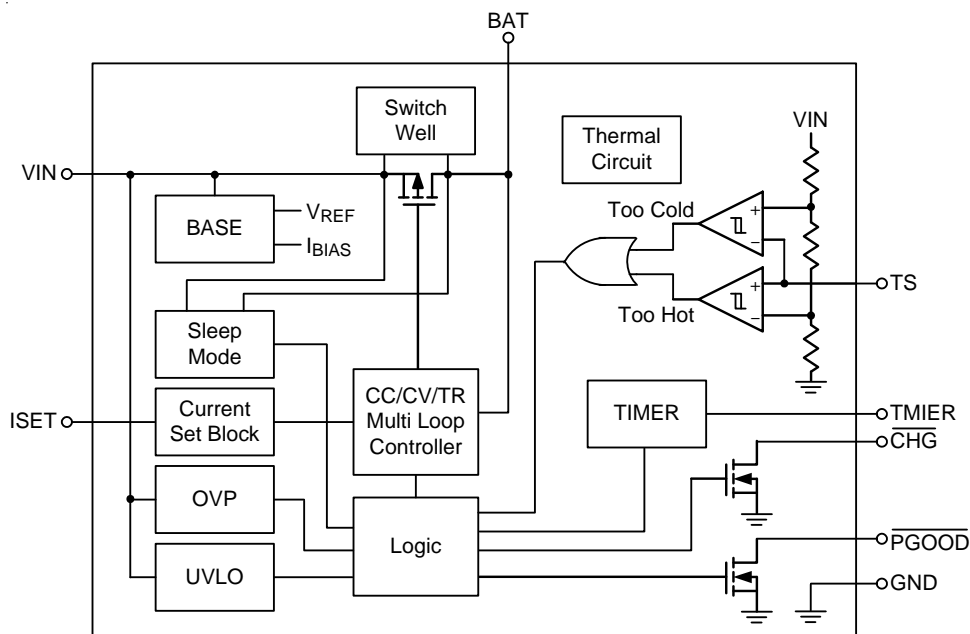 BAT
Switch
Well
Thermal
Circuit
VIN
VIN
Too Cold
+
−
BASE
VREF
IBIAS
TS
Too Hot
+
−
Sleep
Mode
CC/CV/TR
Multi Loop
Controller
ISET
Current
Set Block
TIMER
TMIER
CHG
OVP
Logic
PGOOD
UVLO
GND